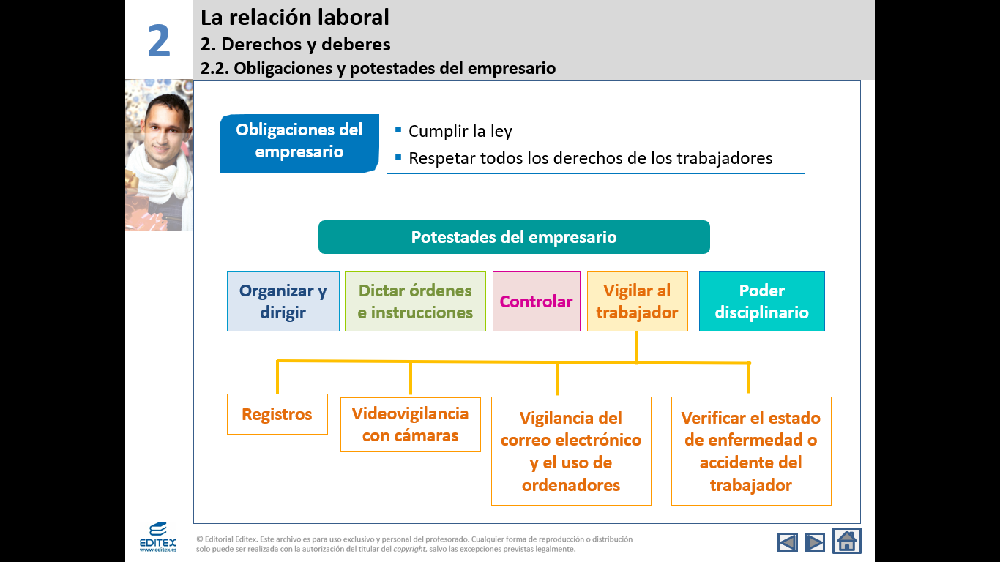 2
La relación laboral
2. Derechos y deberes
2.2. Obligaciones y potestades del empresario
Obligaciones del
empresario
▪ Cumplir la ley
▪ Respetar todos los derechos de los trabajadores
Potestades del empresario
Organizar y
dirigir
Dictar órdenes
e instrucciones
Controlar
Vigilar al
trabajador
Poder
disciplinario
Registros
Videovigilancia
con cámaras
Vigilancia del
correo electrónico
y el uso de
ordenadores
Verificar el estado
de enfermedad o
accidente del
trabajador
EDITEX
www.editex.es
© Editorial Editex. Este archivo es para uso exclusivo y personal del profesorado. Cualquier forma de reproducción o distribución
solo puede ser realizada con la autorización del titular del copyright, salvo las excepciones previstas legalmente.